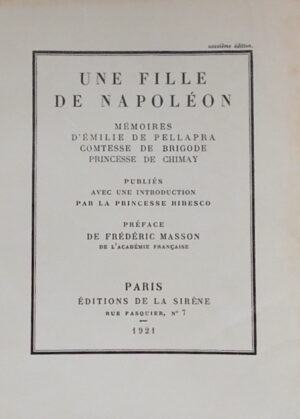 onzième édition.
UNE FILLE
DE NAPOLÉON
MÉMOIRES
D'ÉMILIE DE PELLAPRA
COMTESSE DE BRIGODE
PRINCESSE DE CHIMAY
PUBLIÉS
AVEC UNE INTRODUCTION
PAR LA PRINCESSE BIBESCO
PRÉFACE
DE FRÉDÉRIC MASSON
DE L'ACADÉMIE FRANÇAISE
PARIS
ÉDITIONS DE LA SIRÈNE
RUE PASQUIER, Nº 7
1921